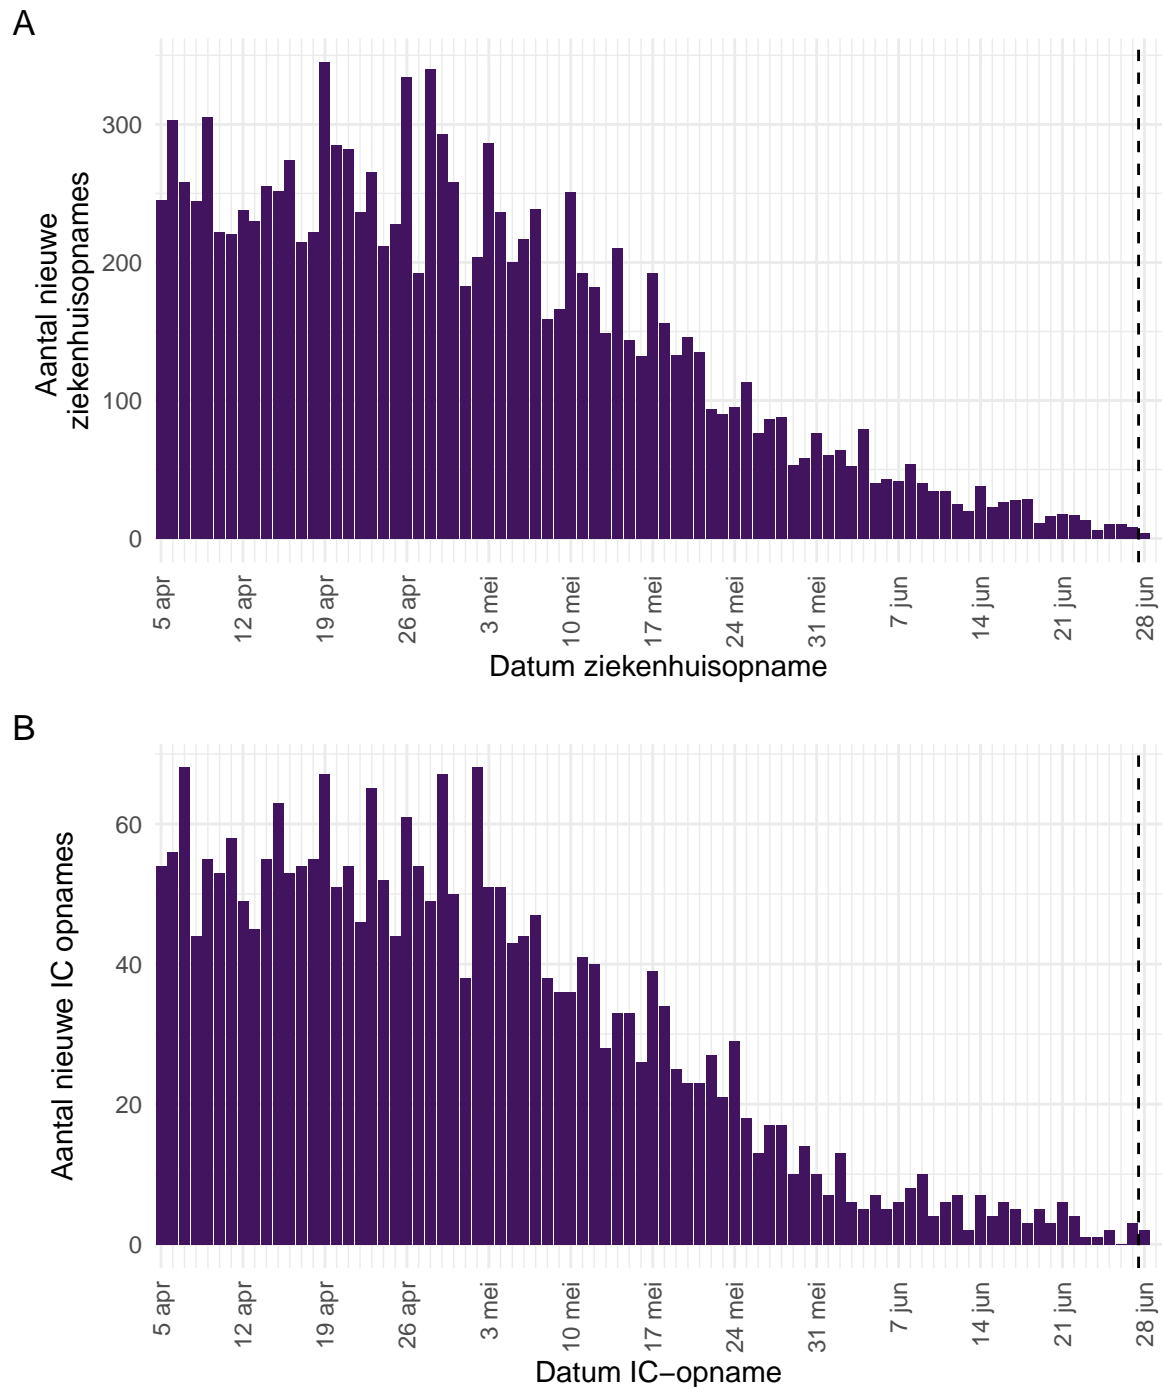 A
Aantal nieuwe
ziekenhuisopnames
300
200
100
0
5 apr
12 apr
19 apr
26 apr
3 mei
10 mei
17 mei
24 mei
31 mei
7 jun
14 jun
21 jun
28 jun
Datum ziekenhuisopname
B
Aantal nieuwe IC opnames
60
40
20
0
5 apr
12 apr
19 apr
26 apr
3 mei
10 mei
17 mei
24 mei
31 mei
7 jun
14 jun
21 jun
28 jun
Datum IC−opname